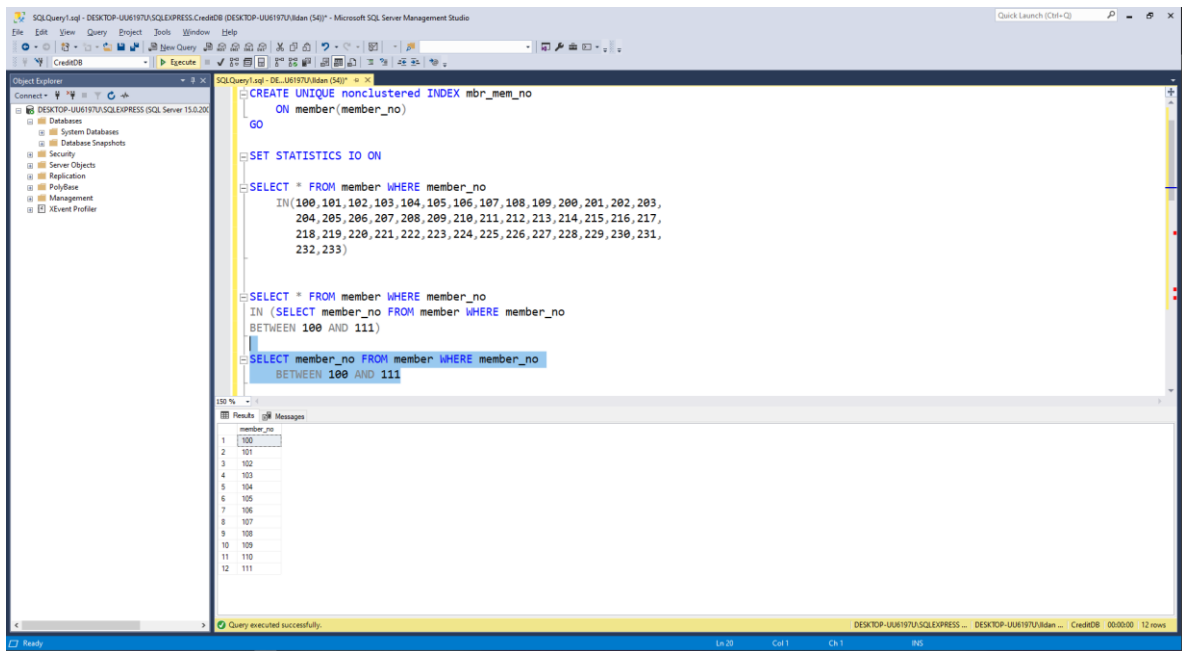 SQLQuery1.sql - DESKTOP-UU6197U\SQLEXPRESS.CreditDB (DESKTOP-UU6197U\Ildan (54))* - Microsoft SQL Server Management Studio
Quick Launch (Ctrl+Q)
File Edit View Query Project Tools Window Help
New Query
CreditDB
Execute
Object Explorer
SQLQuery1.sql - DE...U6197U\Ildan (54))*
Connect
DESKTOP-UU6197U\SQLEXPRESS (SQL Server 15.0.200
Databases
System Databases
Database Snapshots
Security
Server Objects
Replication
PolyBase
Management
XEvent Profiler
CREATE UNIQUE nonclustered INDEX mbr_mem_no
ON member(member_no)
GO
SET STATISTICS IO ON
SELECT * FROM member WHERE member_no
IN(100,101,102,103,104,105,106,107,108,109,200,201,202,203,
204,205,206,207,208,209,210,211,212,213,214,215,216,217,
218,219,220,221,222,223,224,225,226,227,228,229,230,231,
232,233)
SELECT * FROM member WHERE member_no
IN (SELECT member_no FROM member WHERE member_no
BETWEEN 100 AND 111)
SELECT member_no FROM member WHERE member_no
BETWEEN 100 AND 111
150 %
Results Messages
member_no
1 100
2 101
3 102
4 103
5 104
6 105
7 106
8 107
9 108
10 109
11 110
12 111
Query executed successfully.
DESKTOP-UU6197U\SQLEXPRESS ... DESKTOP-UU6197U\Ildan ... CreditDB 00:00:00 12 rows
Ready
Ln 20 Col 1 Ch 1 INS